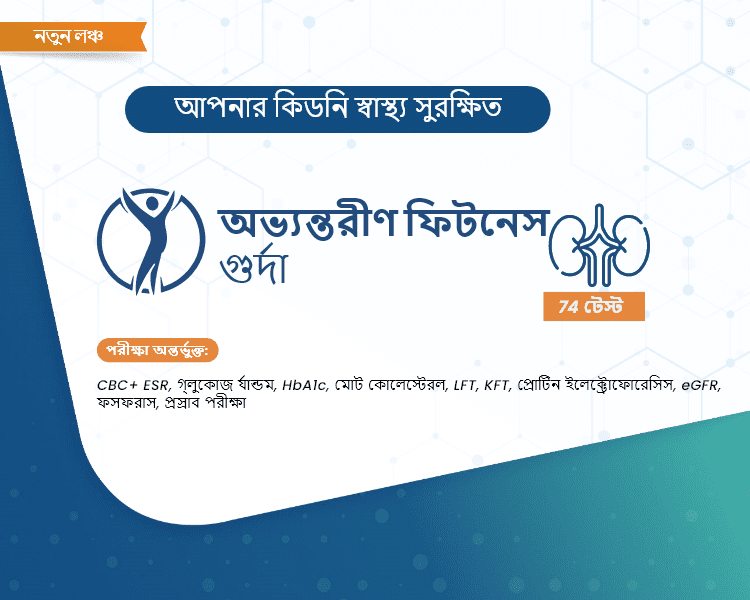 নতুন লঞ্চ
আপনার কিডনি স্বাস্থ্য সুরক্ষিত
অভ্যন্তরীণ ফিটনেস
গুর্দা
74 টেস্ট
পরীক্ষা অন্তর্ভুক্ত:
CBC+ ESR, গ্লুকোজ র্যান্ডম, HbA1c, মোট কোলেস্টেরল, LFT, KFT, প্রোটিন ইলেক্ট্রোফোরেসিস, eGFR,
ফসফরাস, প্রস্রাব পরীক্ষা